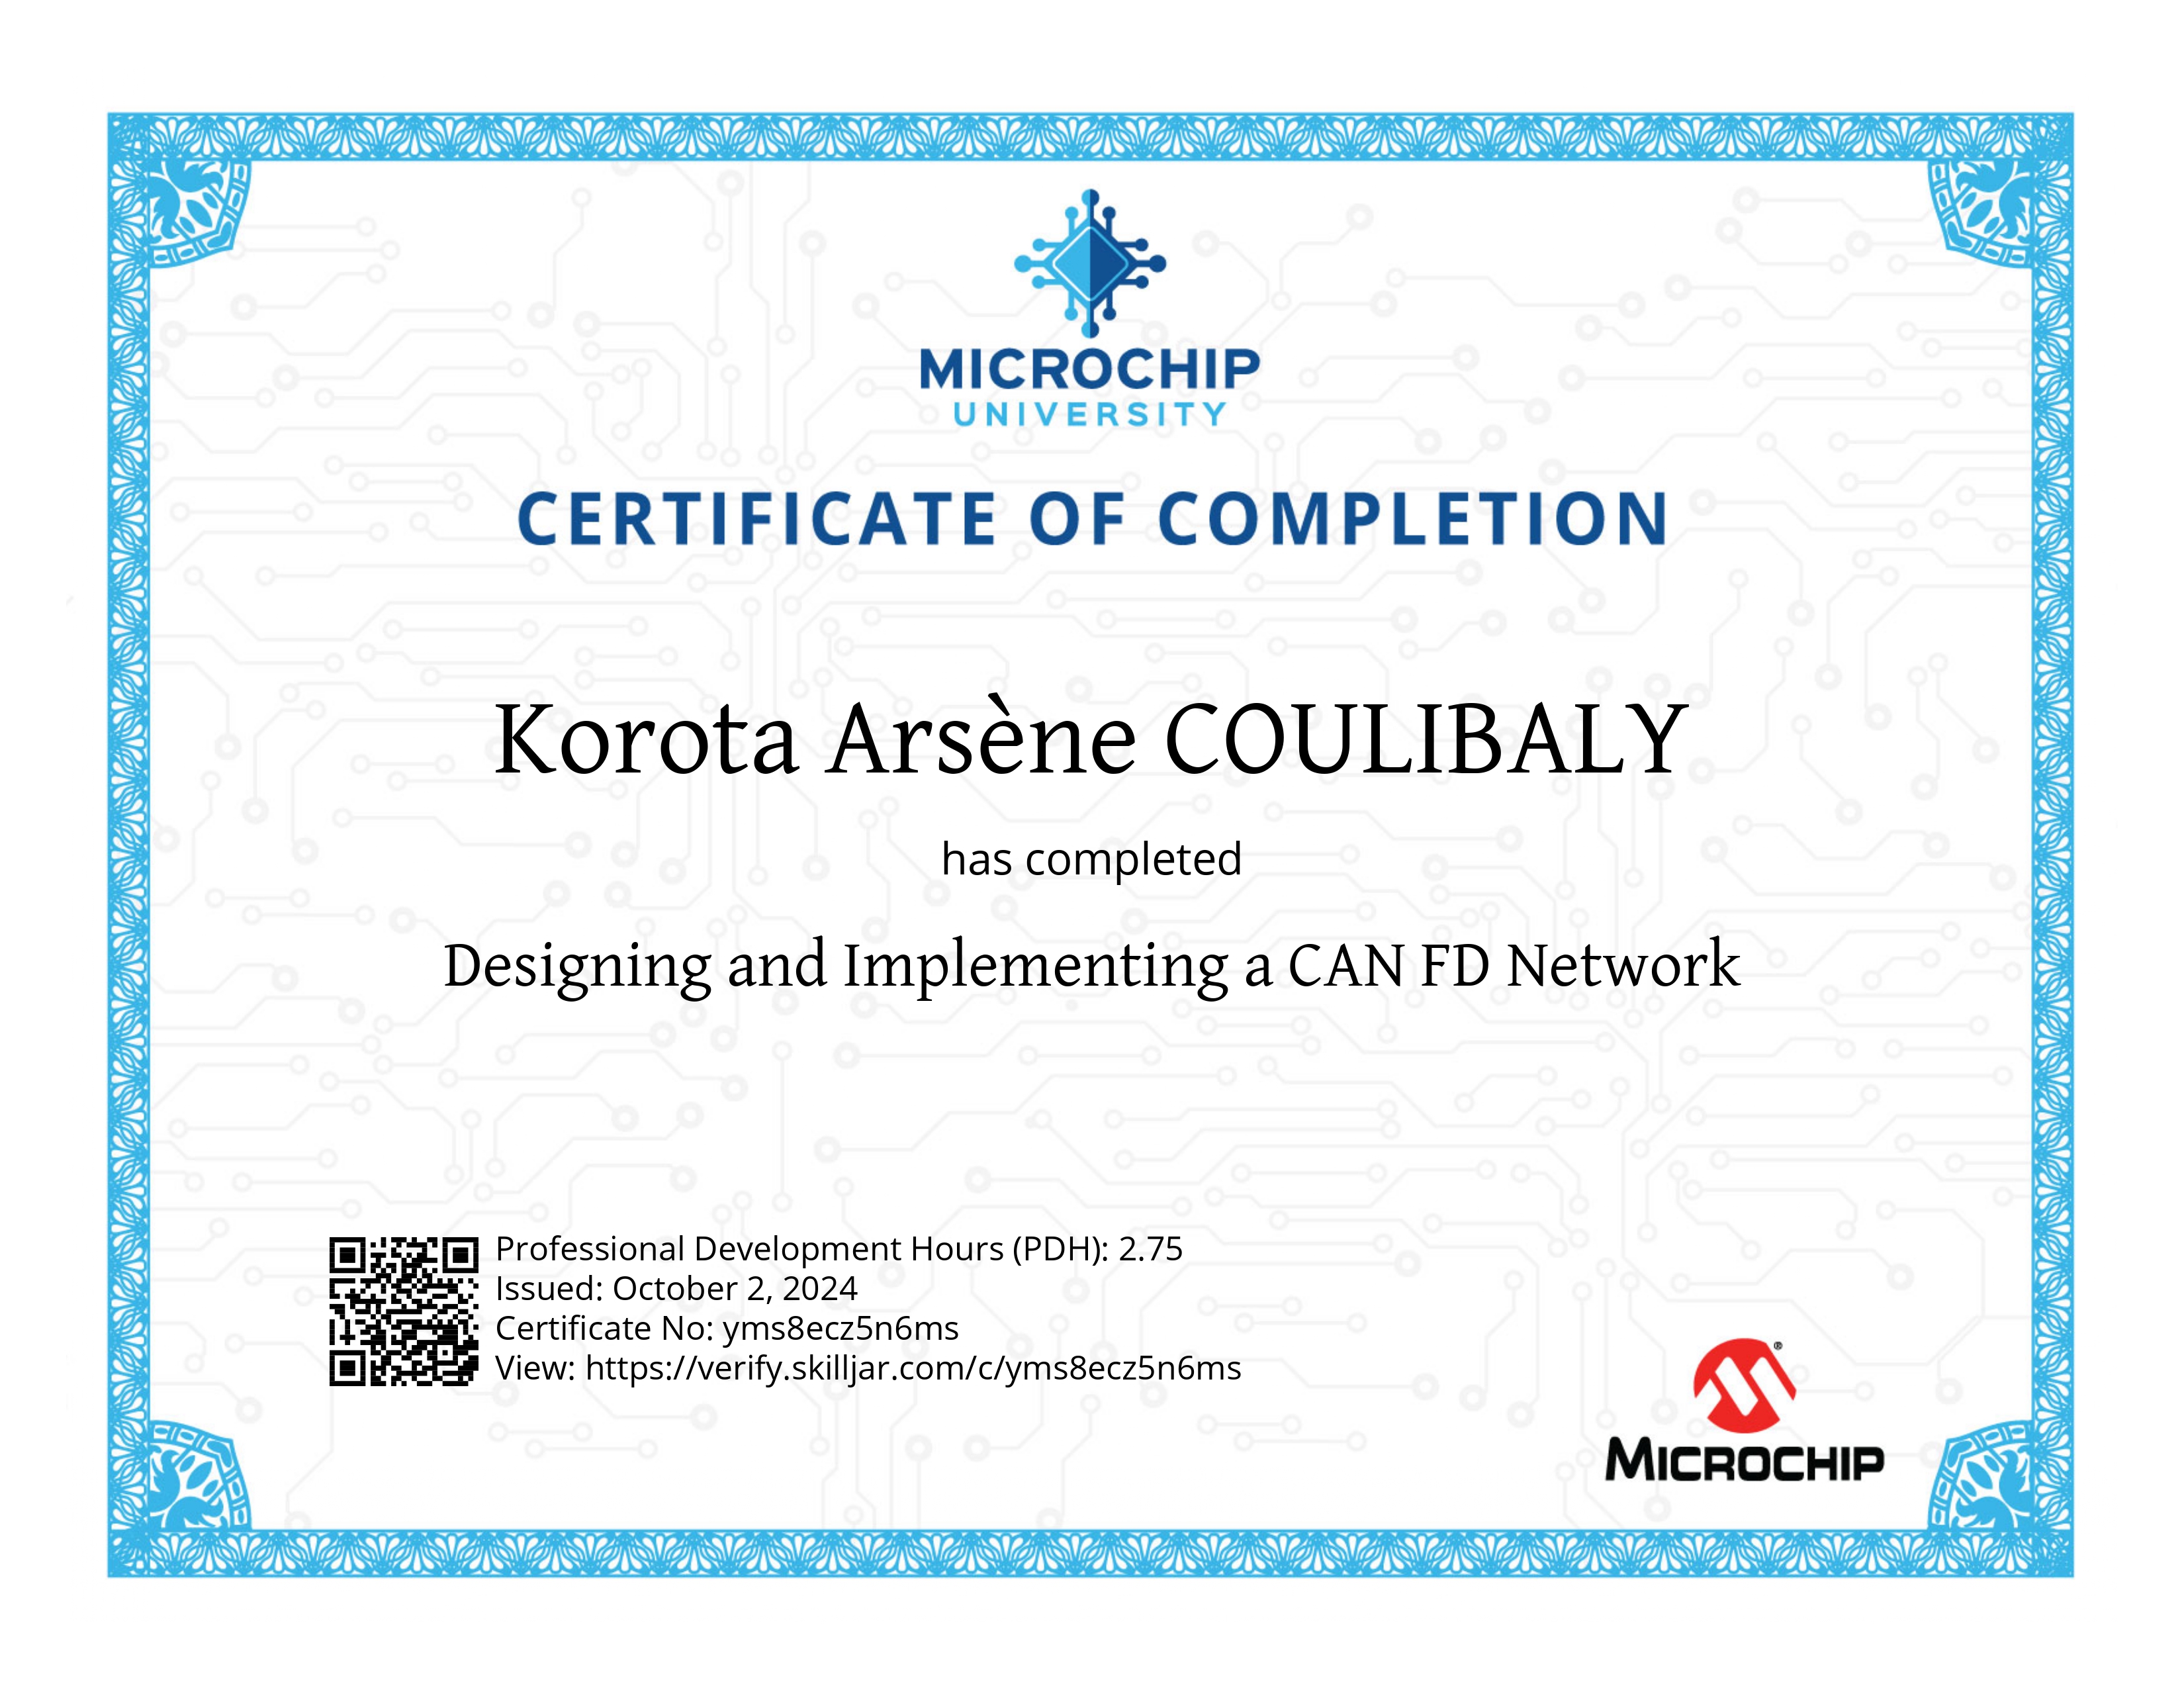 MICROCHIP
UNIVERSITY
CERTIFICATE OF COMPLETION
Korota Arsène COULIBALY
has completed
Designing and Implementing a CAN FD Network
Professional Development Hours (PDH): 2.75
Issued: October 2, 2024
Certificate No: yms8ecz5n6ms
View: https://verify.skilljar.com/c/yms8ecz5n6ms
®
MICROCHIP